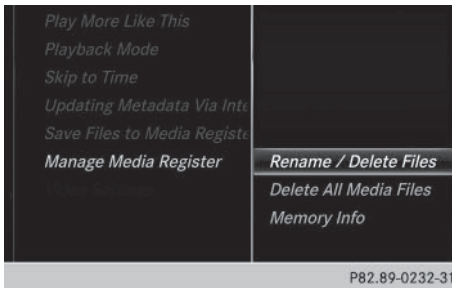 Play More Like This
Playback Mode
Skip to Time
Updating Metadata Via Inte
Save Files to Media Registe
Manage Media Register
Rename / Delete Files
Delete All Media Files
Memory Info
P82.89-0232-31